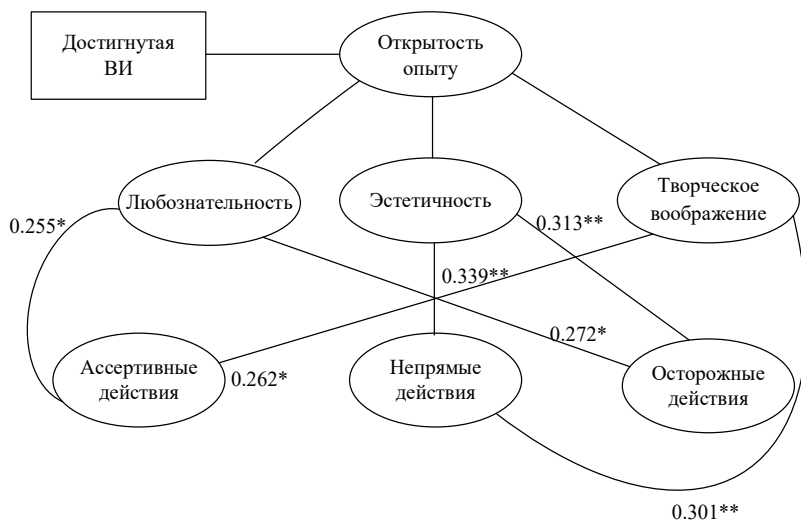 Достигнутая
ВИ
Открытость
опыту
Любознательность
Эстетичность
Творческое
воображение
0.255*
0.313**
0.339**
0.272*
Ассертивные
действия
0.262*
Непрямые
действия
Осторожные
действия
0.301**